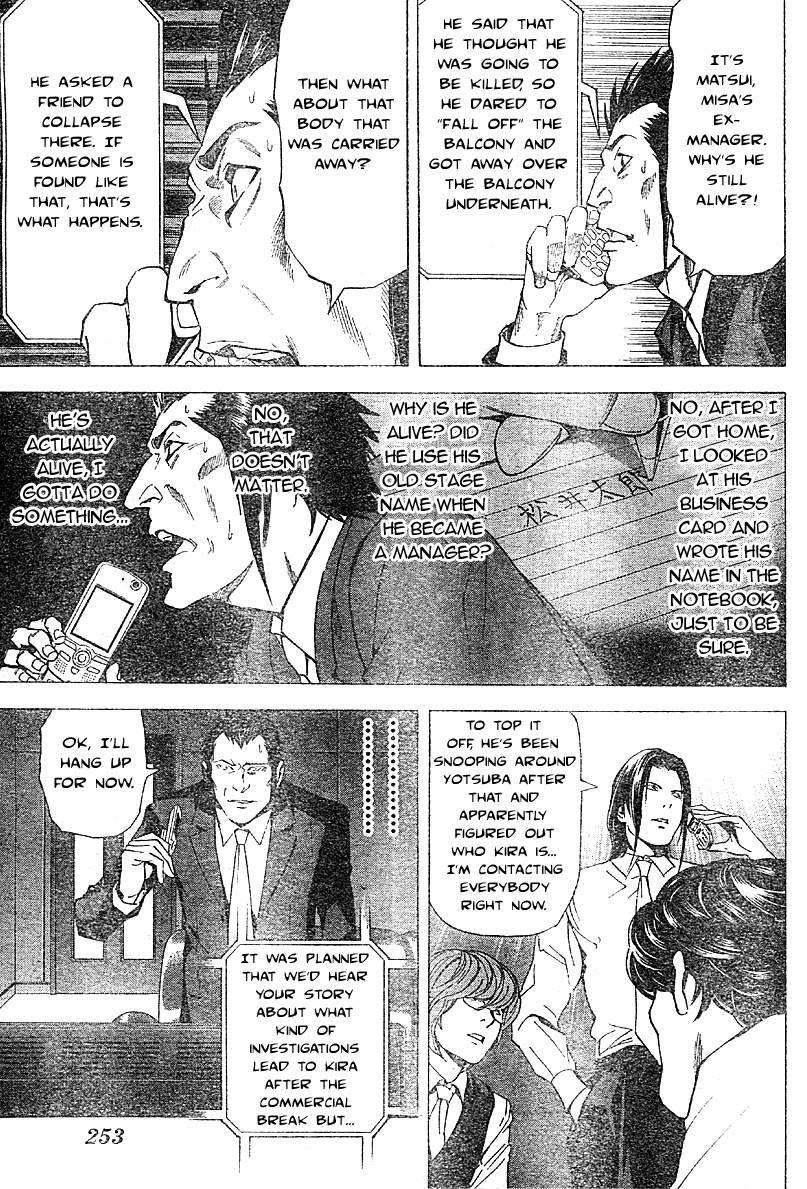 IT'S
MATSUI,
MISA'S
EX-
MANAGER.
WHY'S HE
STILL
ALIVE?!
HE SAID THAT
HE THOUGHT HE
WAS GOING TO
BE KILLED, SO
HE DARED TO
"FALL OFF" THE
BALCONY AND
GOT AWAY OVER
THE BALCONY
UNDERNEATH.
THEN WHAT
ABOUT THAT
BODY THAT
WAS CARRIED
AWAY?
HE ASKED A
FRIEND TO
COLLAPSE
THERE. IF
SOMEONE IS
FOUND LIKE
THAT, THAT'S
WHAT HAPPENS.
NO, AFTER I
GOT HOME,
I LOOKED
AT HIS
BUSINESS
CARD AND
WROTE HIS
NAME IN THE
NOTEBOOK,
JUST TO BE
SURE.
松井太郎
WHY IS HE
ALIVE? DID
HE USE HIS
OLD STAGE
NAME WHEN
HE BECAME
A MANAGER?
NO,
THAT
DOESN'T
MATTER.
HE'S
ACTUALLY
ALIVE, I
GOTTA DO
SOMETHING...
TO TOP IT
OFF, HE'S BEEN
SNOOPING AROUND
YOTSUBA AFTER
THAT AND
APPARENTLY
FIGURED OUT
WHO KIRA IS...
I'M CONTACTING
EVERYBODY
RIGHT NOW.
OK, I'LL
HANG UP
FOR NOW.
IT WAS PLANNED
THAT WE'D HEAR
YOUR STORY
ABOUT WHAT
KIND OF
INVESTIGATIONS
LEAD TO KIRA
AFTER THE
COMMERCIAL
BREAK BUT...
253